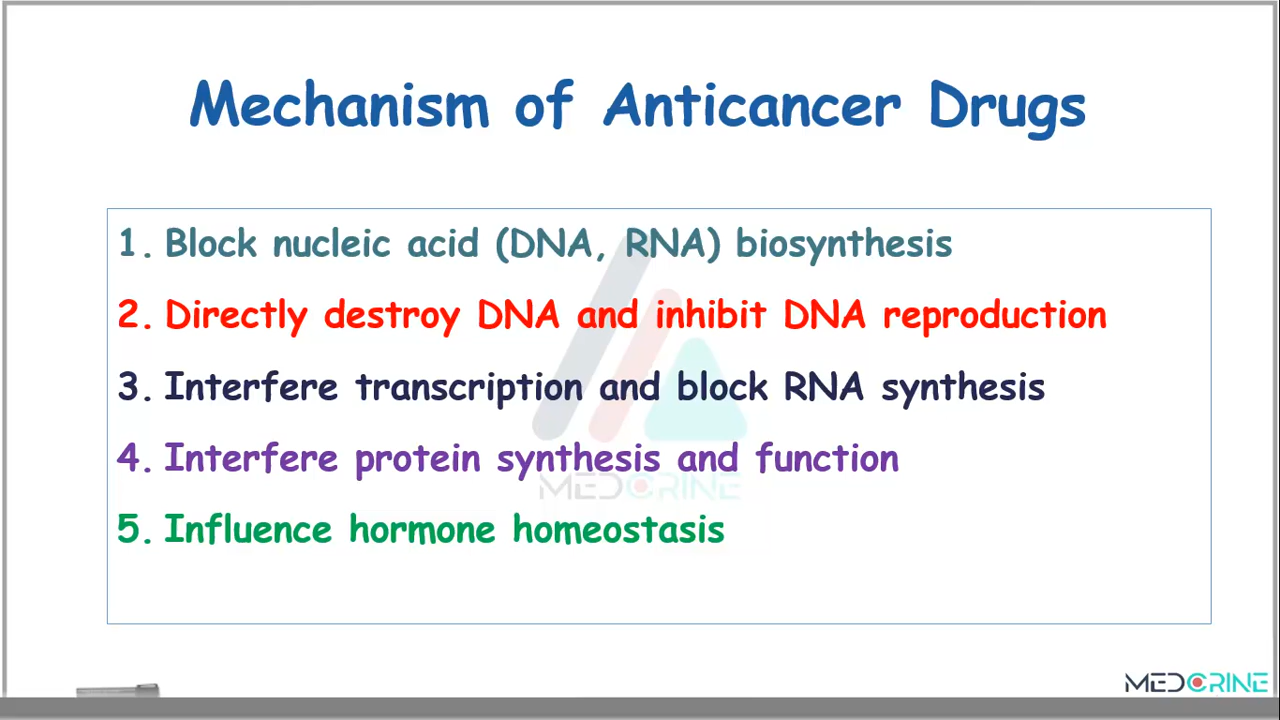 Mechanism of Anticancer Drugs
1. Block nucleic acid (DNA, RNA) biosynthesis
2. Directly destroy DNA and inhibit DNA reproduction
3. Interfere transcription and block RNA synthesis
4. Interfere protein synthesis and function
MEDCRINE
5. Influence hormone homeostasis
MEDCRINE